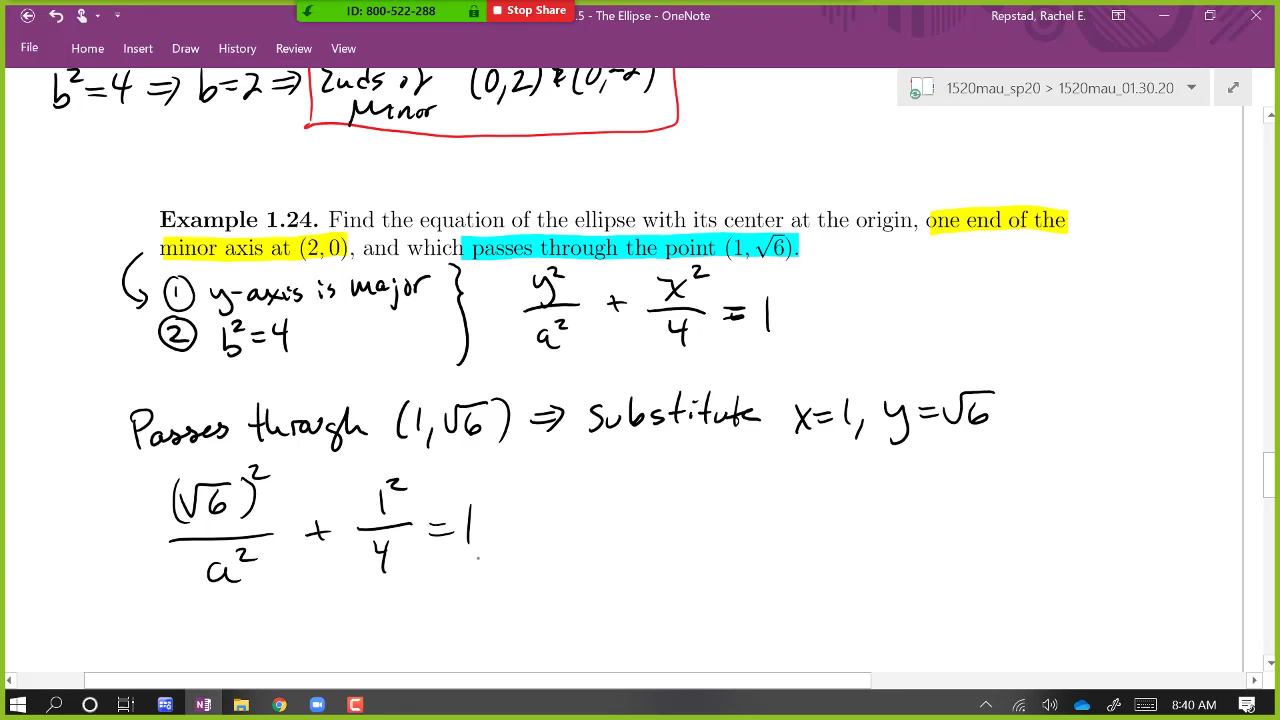 ID: 800-522-288
Stop Share
.5 - The Ellipse - OneNote
Repstad, Rachel E.
File Home Insert Draw History Review View
1520mau_sp20 > 1520mau_01.30.20
b²=4 ⇒ b=2 ⇒ Ends of Minor (0,2) & (0,-2)
Example 1.24. Find the equation of the ellipse with its center at the origin, one end of the
minor axis at (2, 0), and which passes through the point (1, √6).
① y-axis is major } y²/a² + x²/4 = 1
② b²=4
Passes through (1, √6) ⇒ substitute x=1, y=√6
(√6)²/a² + 1²/4 = 1
8:40 AM